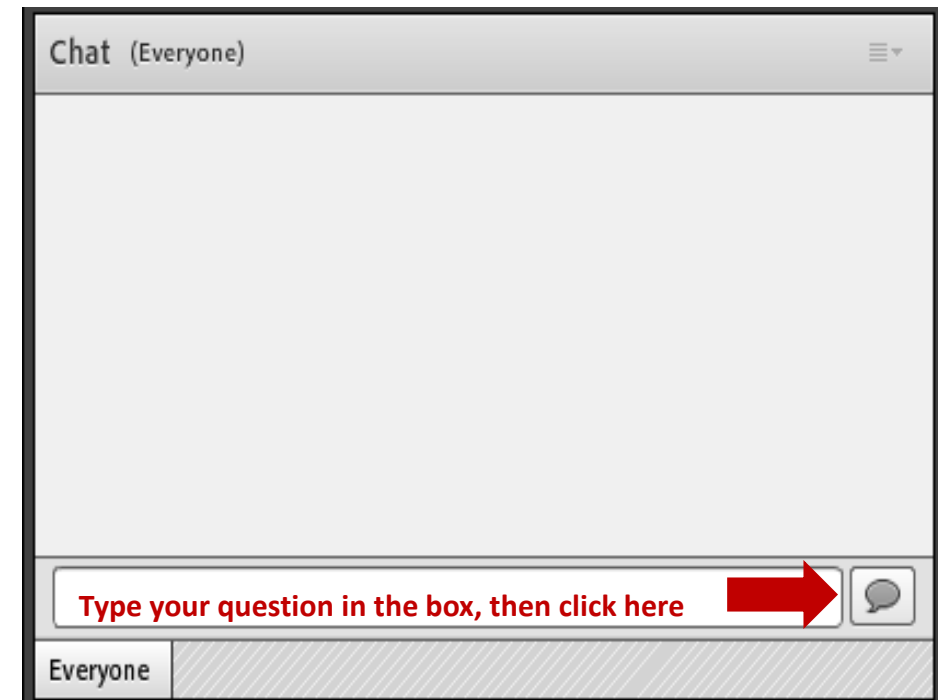 Chat (Everyone)
Type your question in the box, then click here
Everyone